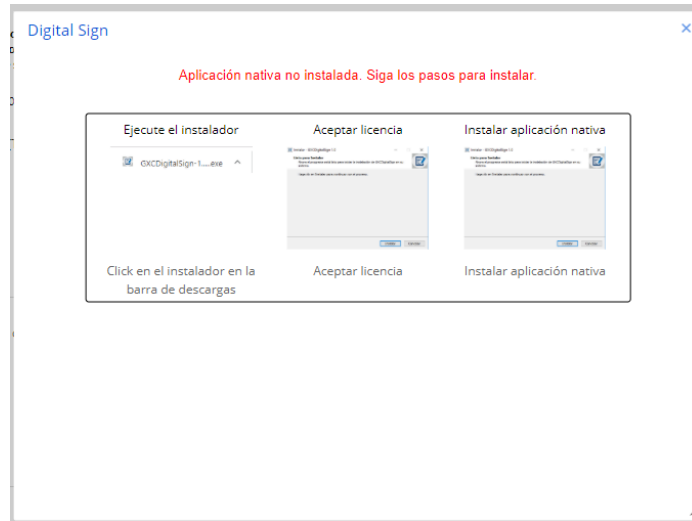 Digital Sign
×
Aplicación nativa no instalada. Siga los pasos para instalar.
Ejecute el instalador
Aceptar licencia
Instalar aplicación nativa
GXCDigitalSign-1....exe
Click en el instalador en la
barra de descargas
Aceptar licencia
Instalar aplicación nativa